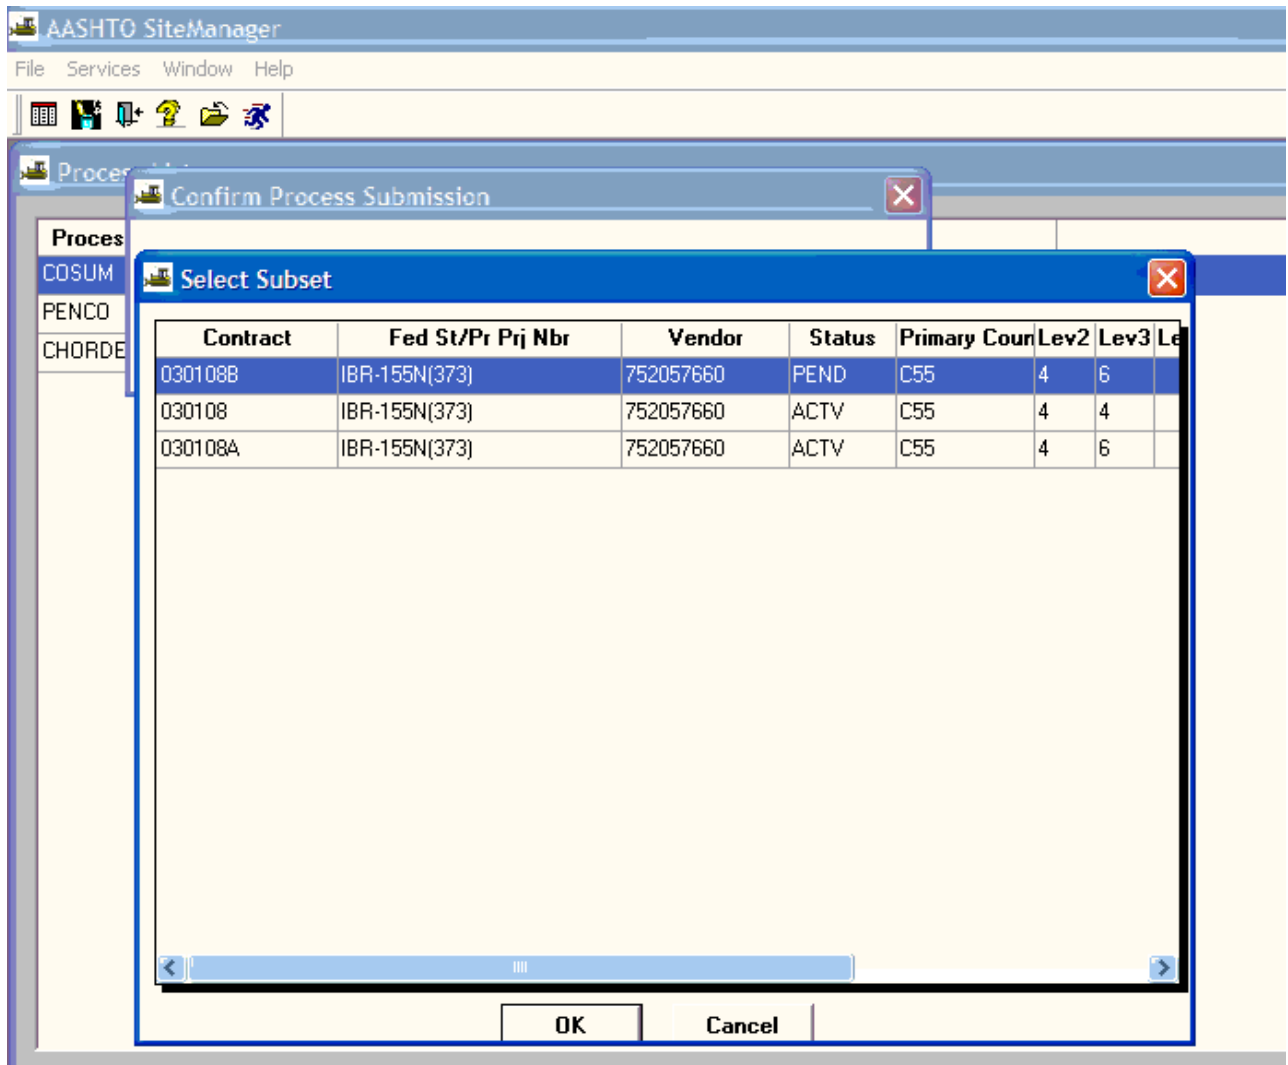 AASHTO SiteManager
File Services Window Help
Confirm Process Submission
Proces
COSUM
PENCO
CHORDE
Select Subset
Contract Fed St/Pr Prj Nbr Vendor Status Primary Coun Lev2 Lev3 Le
030108B IBR-155N(373) 752057660 PEND C55 4 6
030108 IBR-155N(373) 752057660 ACTV C55 4 4
030108A IBR-155N(373) 752057660 ACTV C55 4 6
OK Cancel